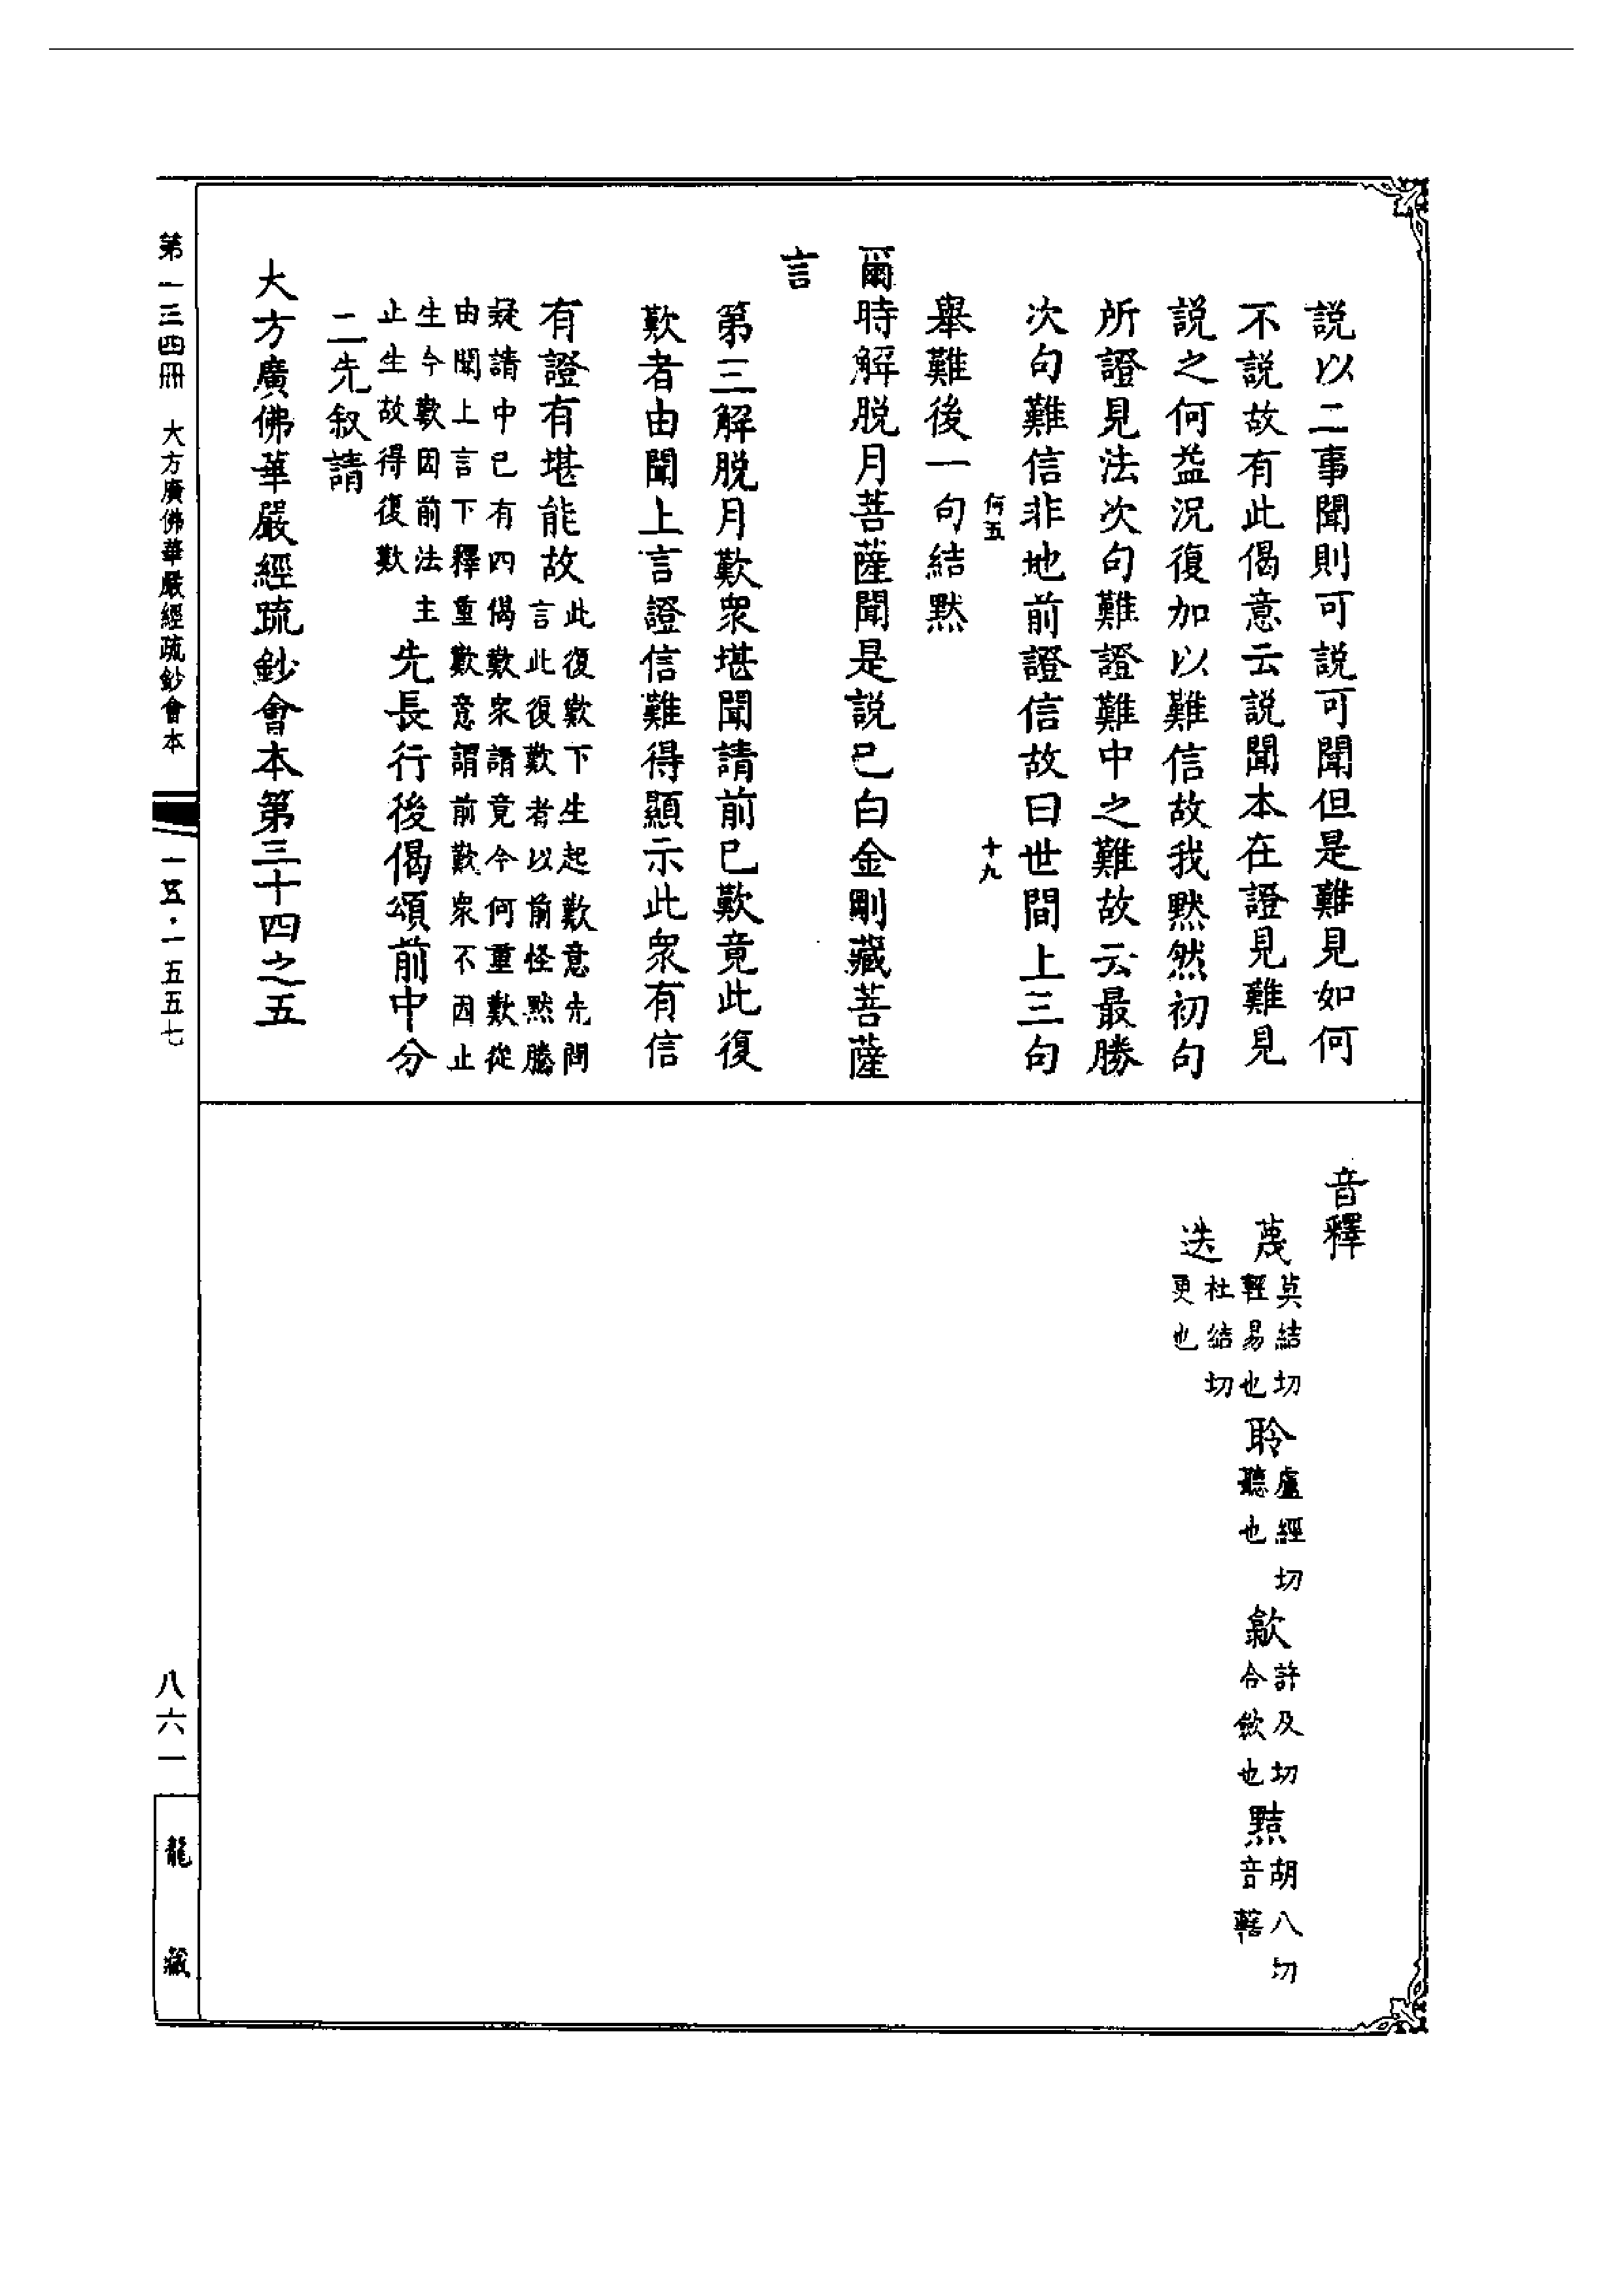 說以二事聞則可說可聞但是難見如何
不說故有此偈意云說聞本在證見難見
說之何益況復加以難信故我默然初句
所證見法次句難證難中之難故云最勝
次句難信非地前證信故曰世間上三句
何五
十九
舉難後一句結默
爾時解脫月菩薩聞是說已白金剛藏菩薩
言
第三解脫月歎衆堪聞請前已歎竟此復
歎者由聞上言證信難得顯示此衆有信
有證有堪能故
此復歎下生起歎意先問
言此復歎者以前怪默騰
疑請中已有四偈歎衆請竟今何重歎從
由聞上言下釋重歎意謂前歎衆不因止
生今歎因前法主
止生故得復歎
先長行後偈頌前中分
二先叙請
大方廣佛華嚴經疏鈔會本第三十四之五
音釋
蔑
莫結切
輕易也
聆
盧經切
聽也
歙
許及切
合歛也
黠
胡八切
音轄
迭
杜結切
更也
第一三四冊 大方廣佛華嚴經疏鈔會本
一五·一五五七
八六一
龍藏